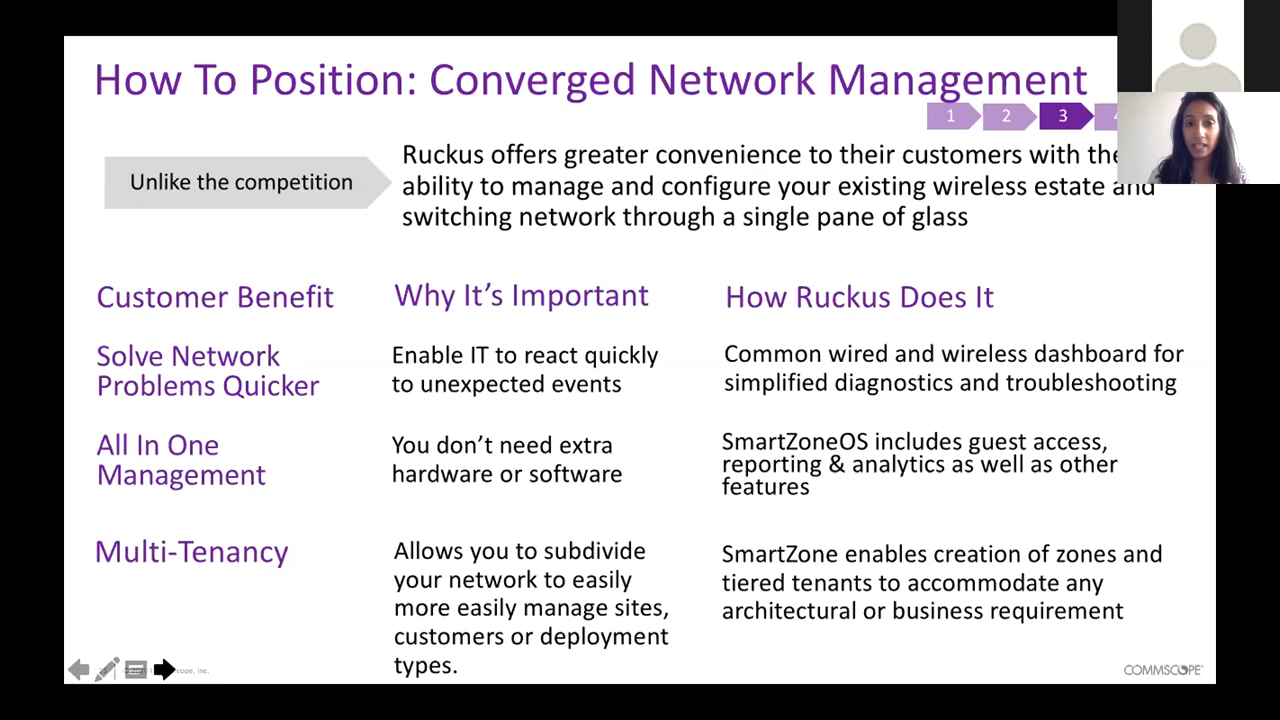 How To Position: Converged Network Management
1 2 3
Unlike the competition
Ruckus offers greater convenience to their customers with the
ability to manage and configure your existing wireless estate and
switching network through a single pane of glass
Customer Benefit
Why It's Important
How Ruckus Does It
Solve Network
Problems Quicker
Enable IT to react quickly
to unexpected events
Common wired and wireless dashboard for
simplified diagnostics and troubleshooting
All In One
Management
You don't need extra
hardware or software
SmartZoneOS includes guest access,
reporting & analytics as well as other
features
Multi-Tenancy
Allows you to subdivide
your network to easily
more easily manage sites,
customers or deployment
types.
SmartZone enables creation of zones and
tiered tenants to accommodate any
architectural or business requirement
COMMSCOPE